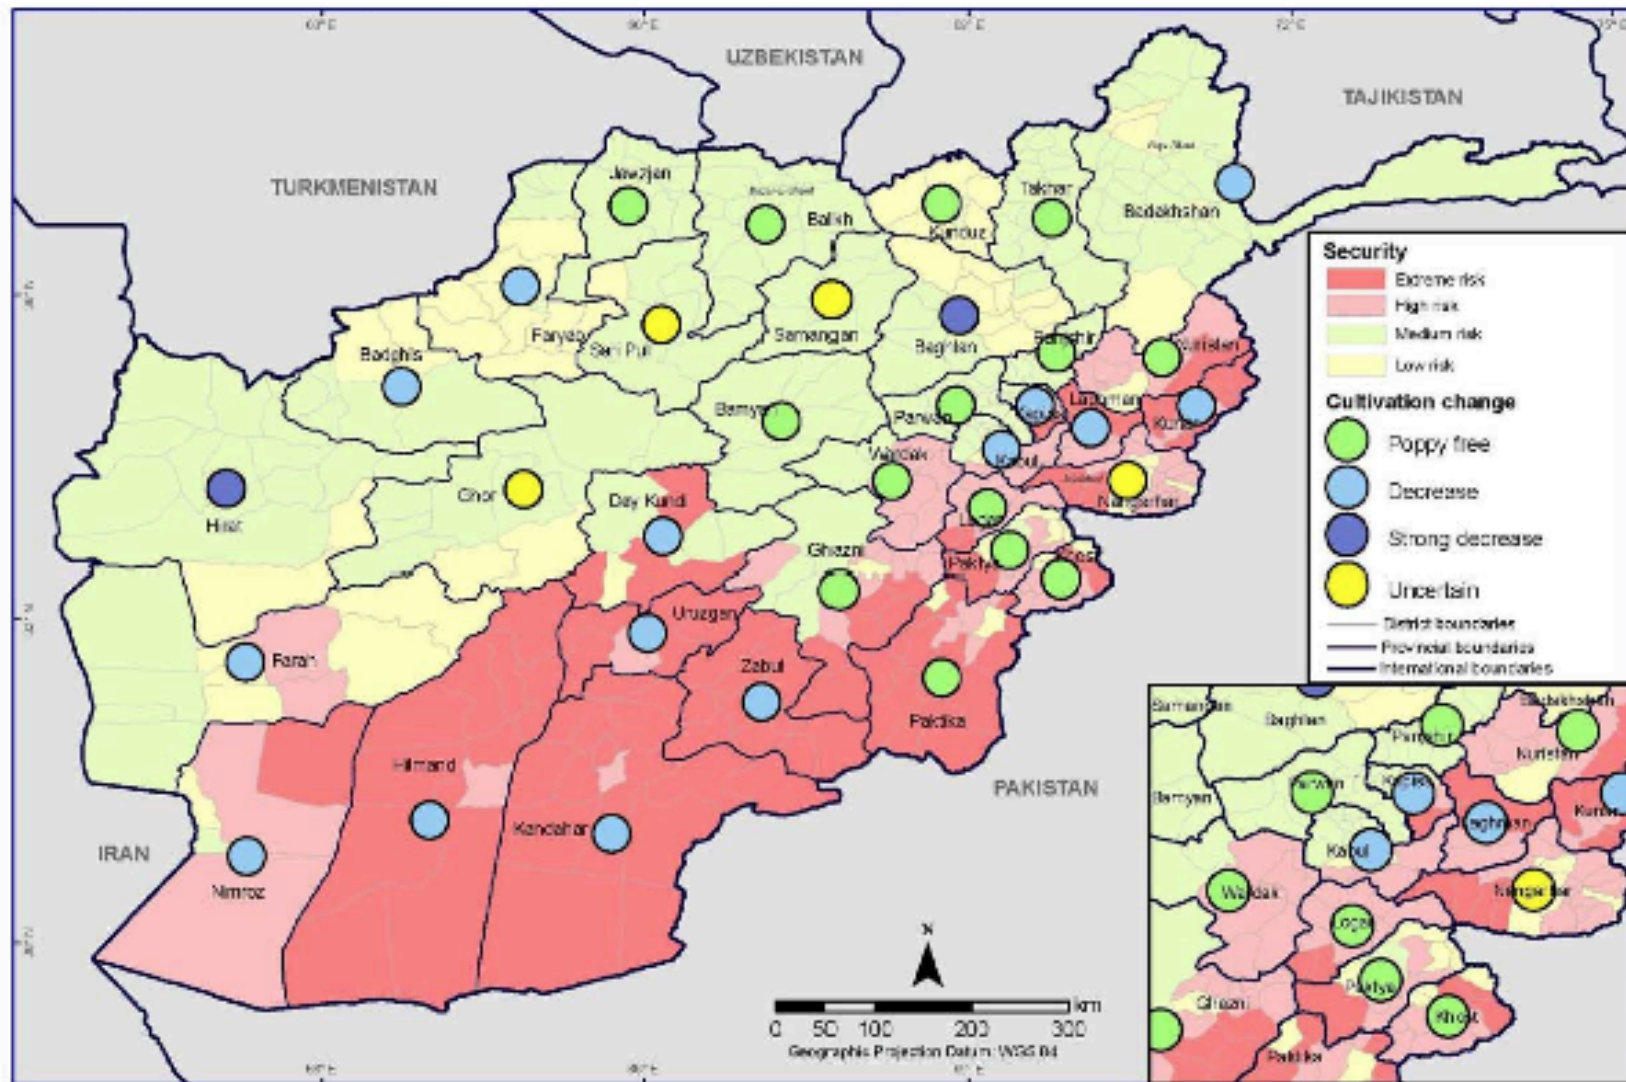 UZBEKISTAN
TAJIKISTAN
TURKMENISTAN
Jawzjan
Balkh
Kunduz
Takhar
Badakhshan
Faryab
Sari Pul
Samangan
Baghlan
Panjshir
Nuristan
Badghis
Bamyan
Parwan
Kapisa
Laghman
Kunar
Kabul
Wardak
Nangarhar
Hirat
Ghor
Day Kundi
Ghazni
Logar
Paktya
Khost
Uruzgan
Farah
Zabul
Paktika
Hilmand
Kandahar
Nimroz
IRAN
PAKISTAN
Security
Extreme risk
High risk
Medium risk
Low risk
Cultivation change
Poppy free
Decrease
Strong decrease
Uncertain
District boundaries
Provincial boundaries
International boundaries
N
km
0 50 100 200 300
Geographic Projection Datum: WGS 84
Samangan
Baghlan
Badakhshan
Panjshir
Nuristan
Bamyan
Parwan
Kapisa
Laghman
Kunar
Kabul
Wardak
Nangarhar
Logar
Paktya
Ghazni
Khost
Paktika